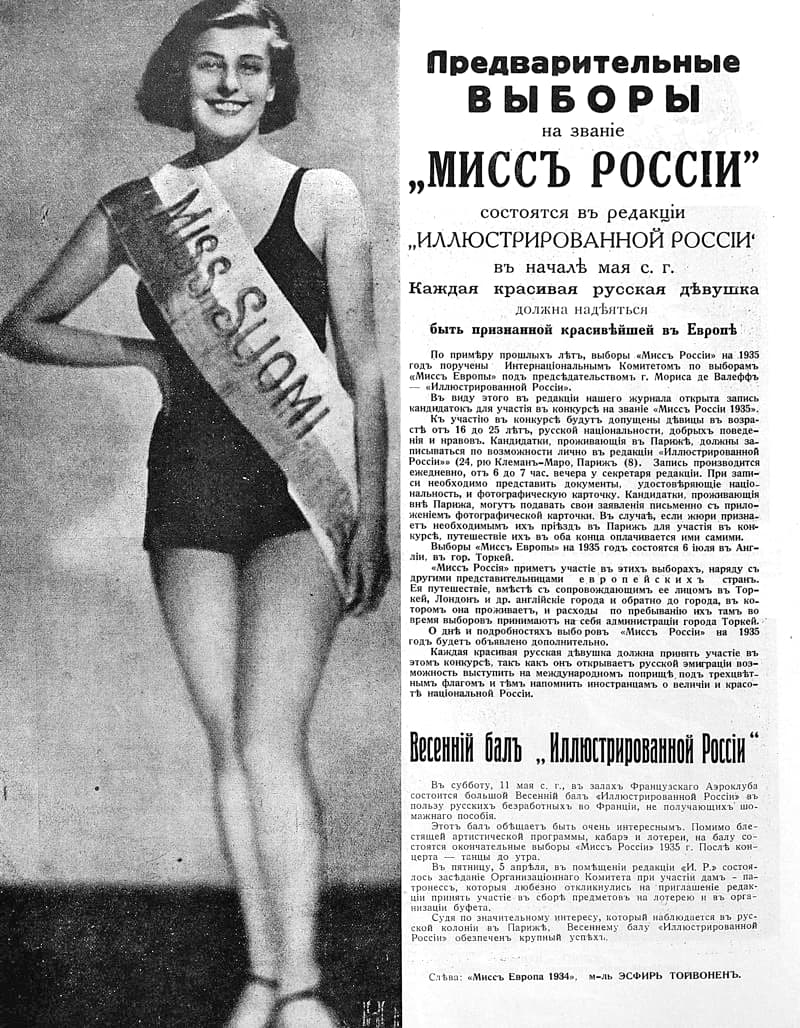 MISS SUOMI
Предварительные
ВЫБОРЫ
на званіе
„МИССЪ РОССІИ”
состоятся въ редакціи
„ИЛЛЮСТРИРОВАННОЙ РОССІИ‘
въ началѣ мая с. г.
Каждая красивая русская дѣвушка
должна надѣяться
быть признанной красивѣйшей въ Европѣ
По примѣру прошлыхъ лѣтъ, выборы «Миссъ Россіи» на 1935
годъ поручены Интернаціональнымъ Комитетомъ по выборамъ
«Миссъ Европы» подъ предсѣдательствомъ г. Мориса де Валеффъ
— «Иллюстрированной Россіи».
Въ виду этого въ редакціи нашего журнала открыта запись
кандидатокъ для участія въ конкурсѣ на званіе «Миссъ Россіи 1935».
Къ участію въ конкурсѣ будутъ допущены дѣвицы въ возра-
стѣ отъ 16 до 25 лѣтъ, русской національности, добрыхъ поведе-
нія и нравовъ. Кандидатки, проживающія въ Парижѣ, должны за-
писываться по возможности лично въ редакціи «Иллюстрированной
Россіи»» (24, рю Клеманъ-Маро, Парижъ (8). Запись производится
ежедневно, отъ 6 до 7 час. вечера у секретаря редакціи. При запи-
си необходимо представить документы, удостовѣряющіе націо-
нальность, и фотографическую карточку. Кандидатки, проживающія
внѣ Парижа, могутъ подавать свои заявленія письменно съ прило-
женіемъ фотографической карточки. Въ случаѣ, если жюри призна-
етъ необходимымъ ихъ пріѣздъ въ Парижъ для участія въ кон-
курсѣ, путешествіе ихъ въ оба конца оплачивается ими самими.
Выборы «Миссъ Европы» на 1935 годъ состоятся 6 іюля въ Анг-
ліи, въ гор. Торкей.
«Миссъ Россія» приметъ участіе въ этихъ выборахъ, наряду съ
другими представительницами европейскихъ странъ.
Ея путешествіе, вмѣстѣ съ сопровождающимъ ее лицомъ въ Тор-
кей, Лондонъ и др. англійскіе города и обратно до города, въ ко-
торомъ она проживаетъ, и расходы по пребыванію ихъ тамъ во
время выборовъ принимаютъ на себя администраціи города Торкей.
О днѣ и подробностяхъ выборовъ «Миссъ Россіи» на 1935
годъ будетъ объявлено дополнительно.
Каждая красивая русская дѣвушка должна принять участіе въ
этомъ конкурсѣ, такъ какъ онъ открываетъ русской эмиграціи воз-
можность выступить на международномъ поприщѣ подъ трехцвѣт-
нымъ флагомъ и тѣмъ напомнить иностранцамъ о величіи и красо-
тѣ національной Россіи.
Весенній балъ „Иллюстрированной Россіи“
Въ субботу, 11 мая с. г., въ залахъ Французскаго Аэроклуба
состоится большой Весенній балъ «Иллюстрированной Россіи» въ
пользу русскихъ безработныхъ во Франціи, не получающихъ шо-
мажнаго пособія.
Этотъ балъ обѣщаетъ быть очень интереснымъ. Помимо бле-
стящей артистической программы, кабарэ и лотереи, на балу со-
стоятся окончательные выборы «Миссъ Россіи» 1935 г. Послѣ кон-
церта — танцы до утра.
Въ пятницу, 5 апрѣля, въ помѣщеніи редакціи «И. Р.» состоя-
лось засѣданіе Организаціоннаго Комитета при участіи дамъ - па-
тронессъ, которыя любезно откликнулись на приглашеніе редак-
ціи принять участіе въ сборѣ предметовъ на лотерею и въ орга-
низаціи буфета.
Судя по значительному интересу, который наблюдается въ рус-
ской колоніи въ Парижѣ, Весеннему балу «Иллюстрированной
Россіи» обезпеченъ крупный успѣхъ.
Слѣва: «Миссъ Европа 1934», м-ль ЭСФИРЬ ТОЙВОНЕНЪ.